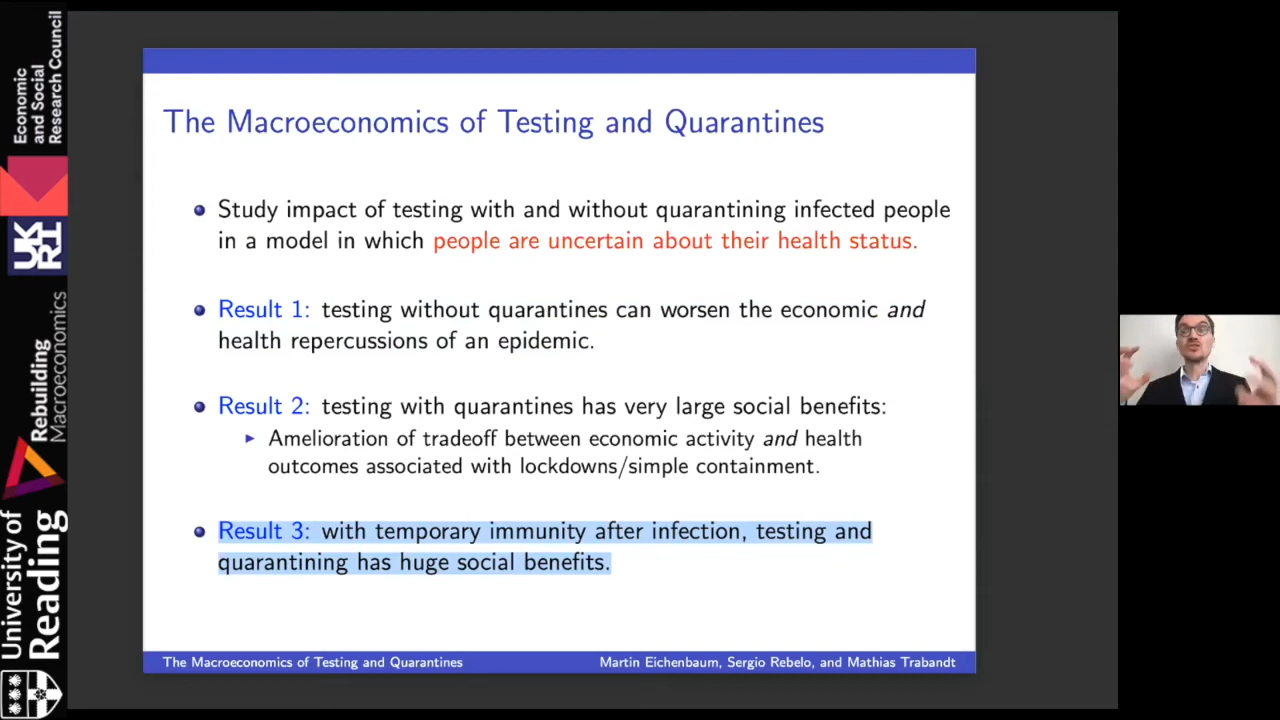 Economic
and Social
Research Council
UKRI
Rebuilding
Macroeconomics
University of
Reading
The Macroeconomics of Testing and Quarantines
Study impact of testing with and without quarantining infected people
in a model in which people are uncertain about their health status.
Result 1: testing without quarantines can worsen the economic and
health repercussions of an epidemic.
Result 2: testing with quarantines has very large social benefits:
Amelioration of tradeoff between economic activity and health
outcomes associated with lockdowns/simple containment.
Result 3: with temporary immunity after infection, testing and
quarantining has huge social benefits.
The Macroeconomics of Testing and Quarantines
Martin Eichenbaum, Sergio Rebelo, and Mathias Trabandt